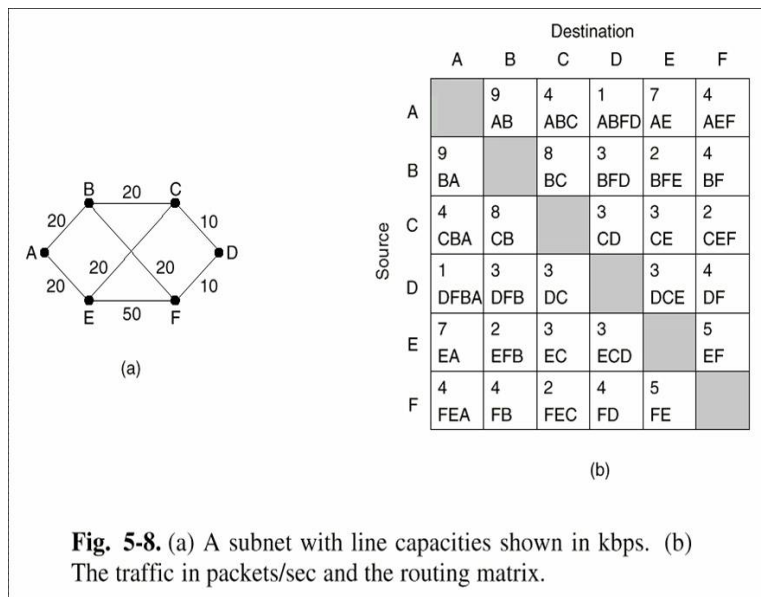 Destination
A B C D E F
A
9 4 1 7 4
AB ABC ABFD AE AEF
B
9 8 3 2 4
BA BC BFD BFE BF
C
4 8 3 3 2
CBA CB CD CE CEF
D
1 3 3 3 4
DFBA DFB DC DCE DF
E
7 2 3 3 5
EA EFB EC ECD EF
F
4 4 2 4 5
FEA FB FEC FD FE
Source
(b)
B 20 C
20 10
A D
20 20 20 10
E 50 F
(a)
Fig. 5-8. (a) A subnet with line capacities shown in kbps. (b)
The traffic in packets/sec and the routing matrix.